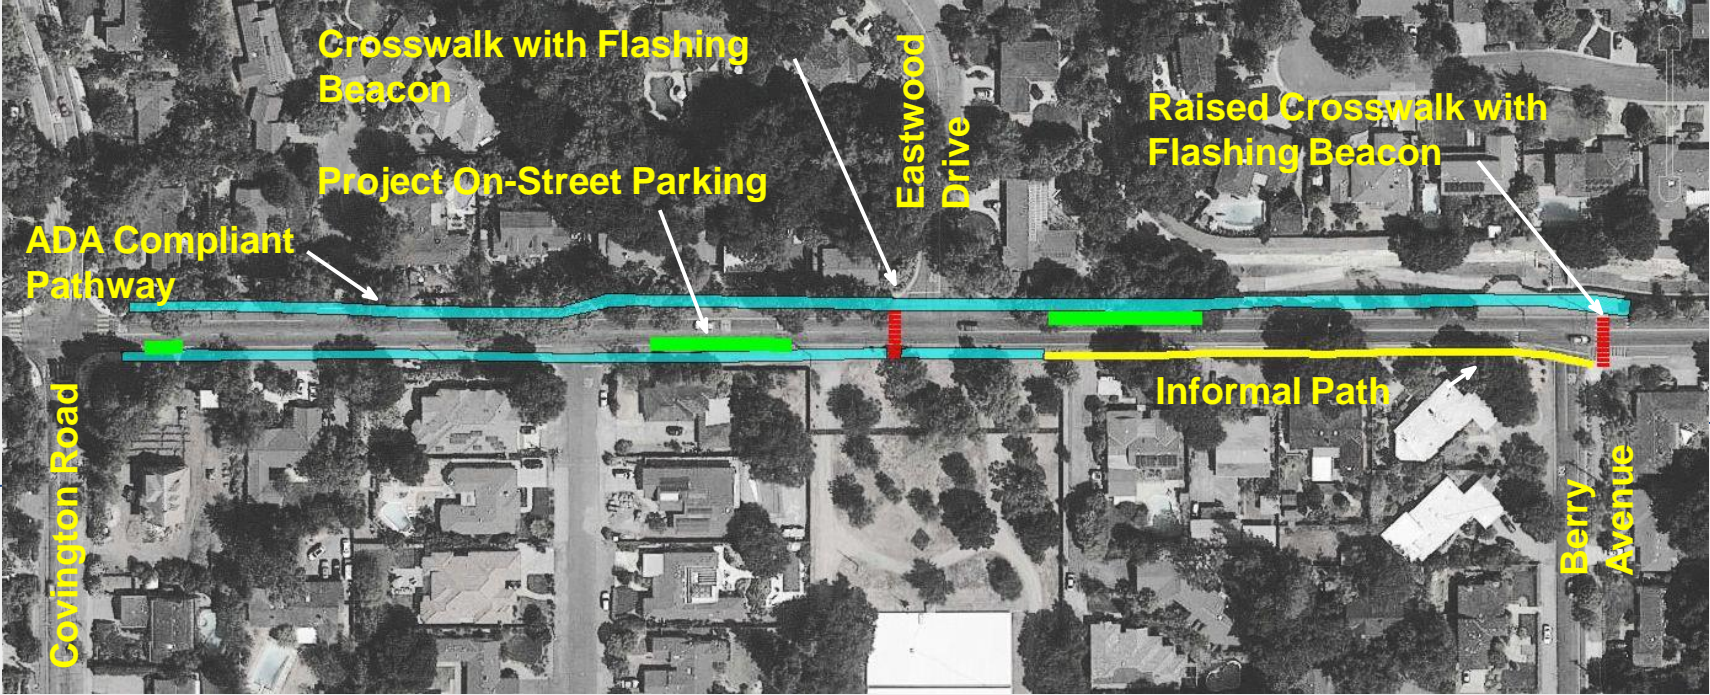 Crosswalk with Flashing
Beacon
Eastwood
Drive
Raised Crosswalk with
Flashing Beacon
Project On-Street Parking
ADA Compliant
Pathway
Informal Path
Covington Road
Berry
Avenue